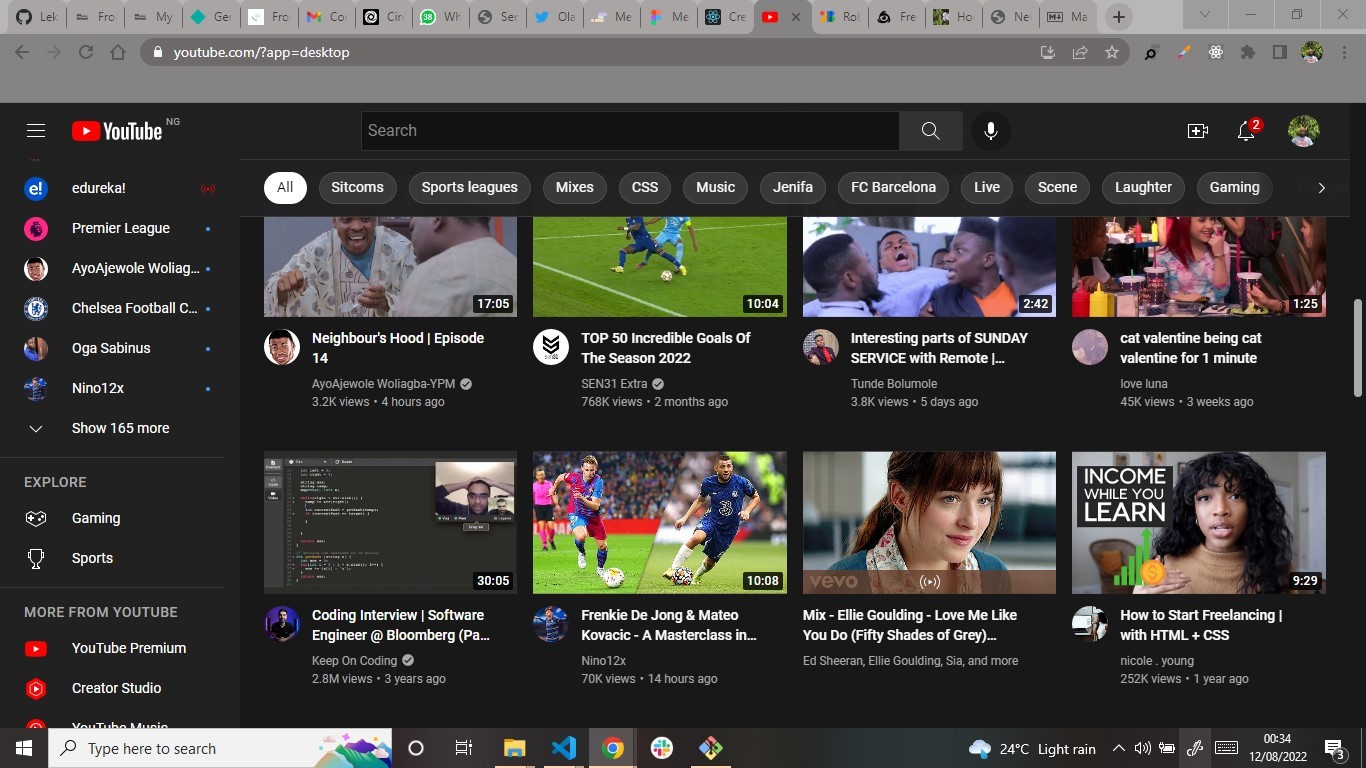 Lek
Fro
My
Ger
Fro
Co
Circ
38
Wh
Ser
Ola
Me
Me
Cre
Rol
Fre
Ho
Ne
Ma
youtube.com/?app=desktop
YouTube NG
Search
2
edureka!
Premier League
AyoAjewole Woliag...
Chelsea Football C...
Oga Sabinus
Nino12x
Show 165 more
EXPLORE
Gaming
Sports
MORE FROM YOUTUBE
YouTube Premium
Creator Studio
YouTube Music
All Sitcoms Sports leagues Mixes CSS Music Jenifa FC Barcelona Live Scene Laughter Gaming
17:05
Neighbour's Hood | Episode
14
AyoAjewole Woliagba-YPM
3.2K views • 4 hours ago
10:04
TOP 50 Incredible Goals Of
The Season 2022
SEN31 Extra
768K views • 2 months ago
2:42
Interesting parts of SUNDAY
SERVICE with Remote |...
Tunde Bolumole
3.8K views • 5 days ago
1:25
cat valentine being cat
valentine for 1 minute
love luna
45K views • 3 weeks ago
30:05
Coding Interview | Software
Engineer @ Bloomberg (Pa...
Keep On Coding
2.8M views • 3 years ago
10:08
Frenkie De Jong & Mateo
Kovacic - A Masterclass in...
Nino12x
70K views • 14 hours ago
vevo
Mix - Ellie Goulding - Love Me Like
You Do (Fifty Shades of Grey)...
Ed Sheeran, Ellie Goulding, Sia, and more
INCOME
WHILE YOU
LEARN
9:29
How to Start Freelancing |
with HTML + CSS
nicole . young
252K views • 1 year ago
Type here to search
24°C Light rain
00:34
12/08/2022
3